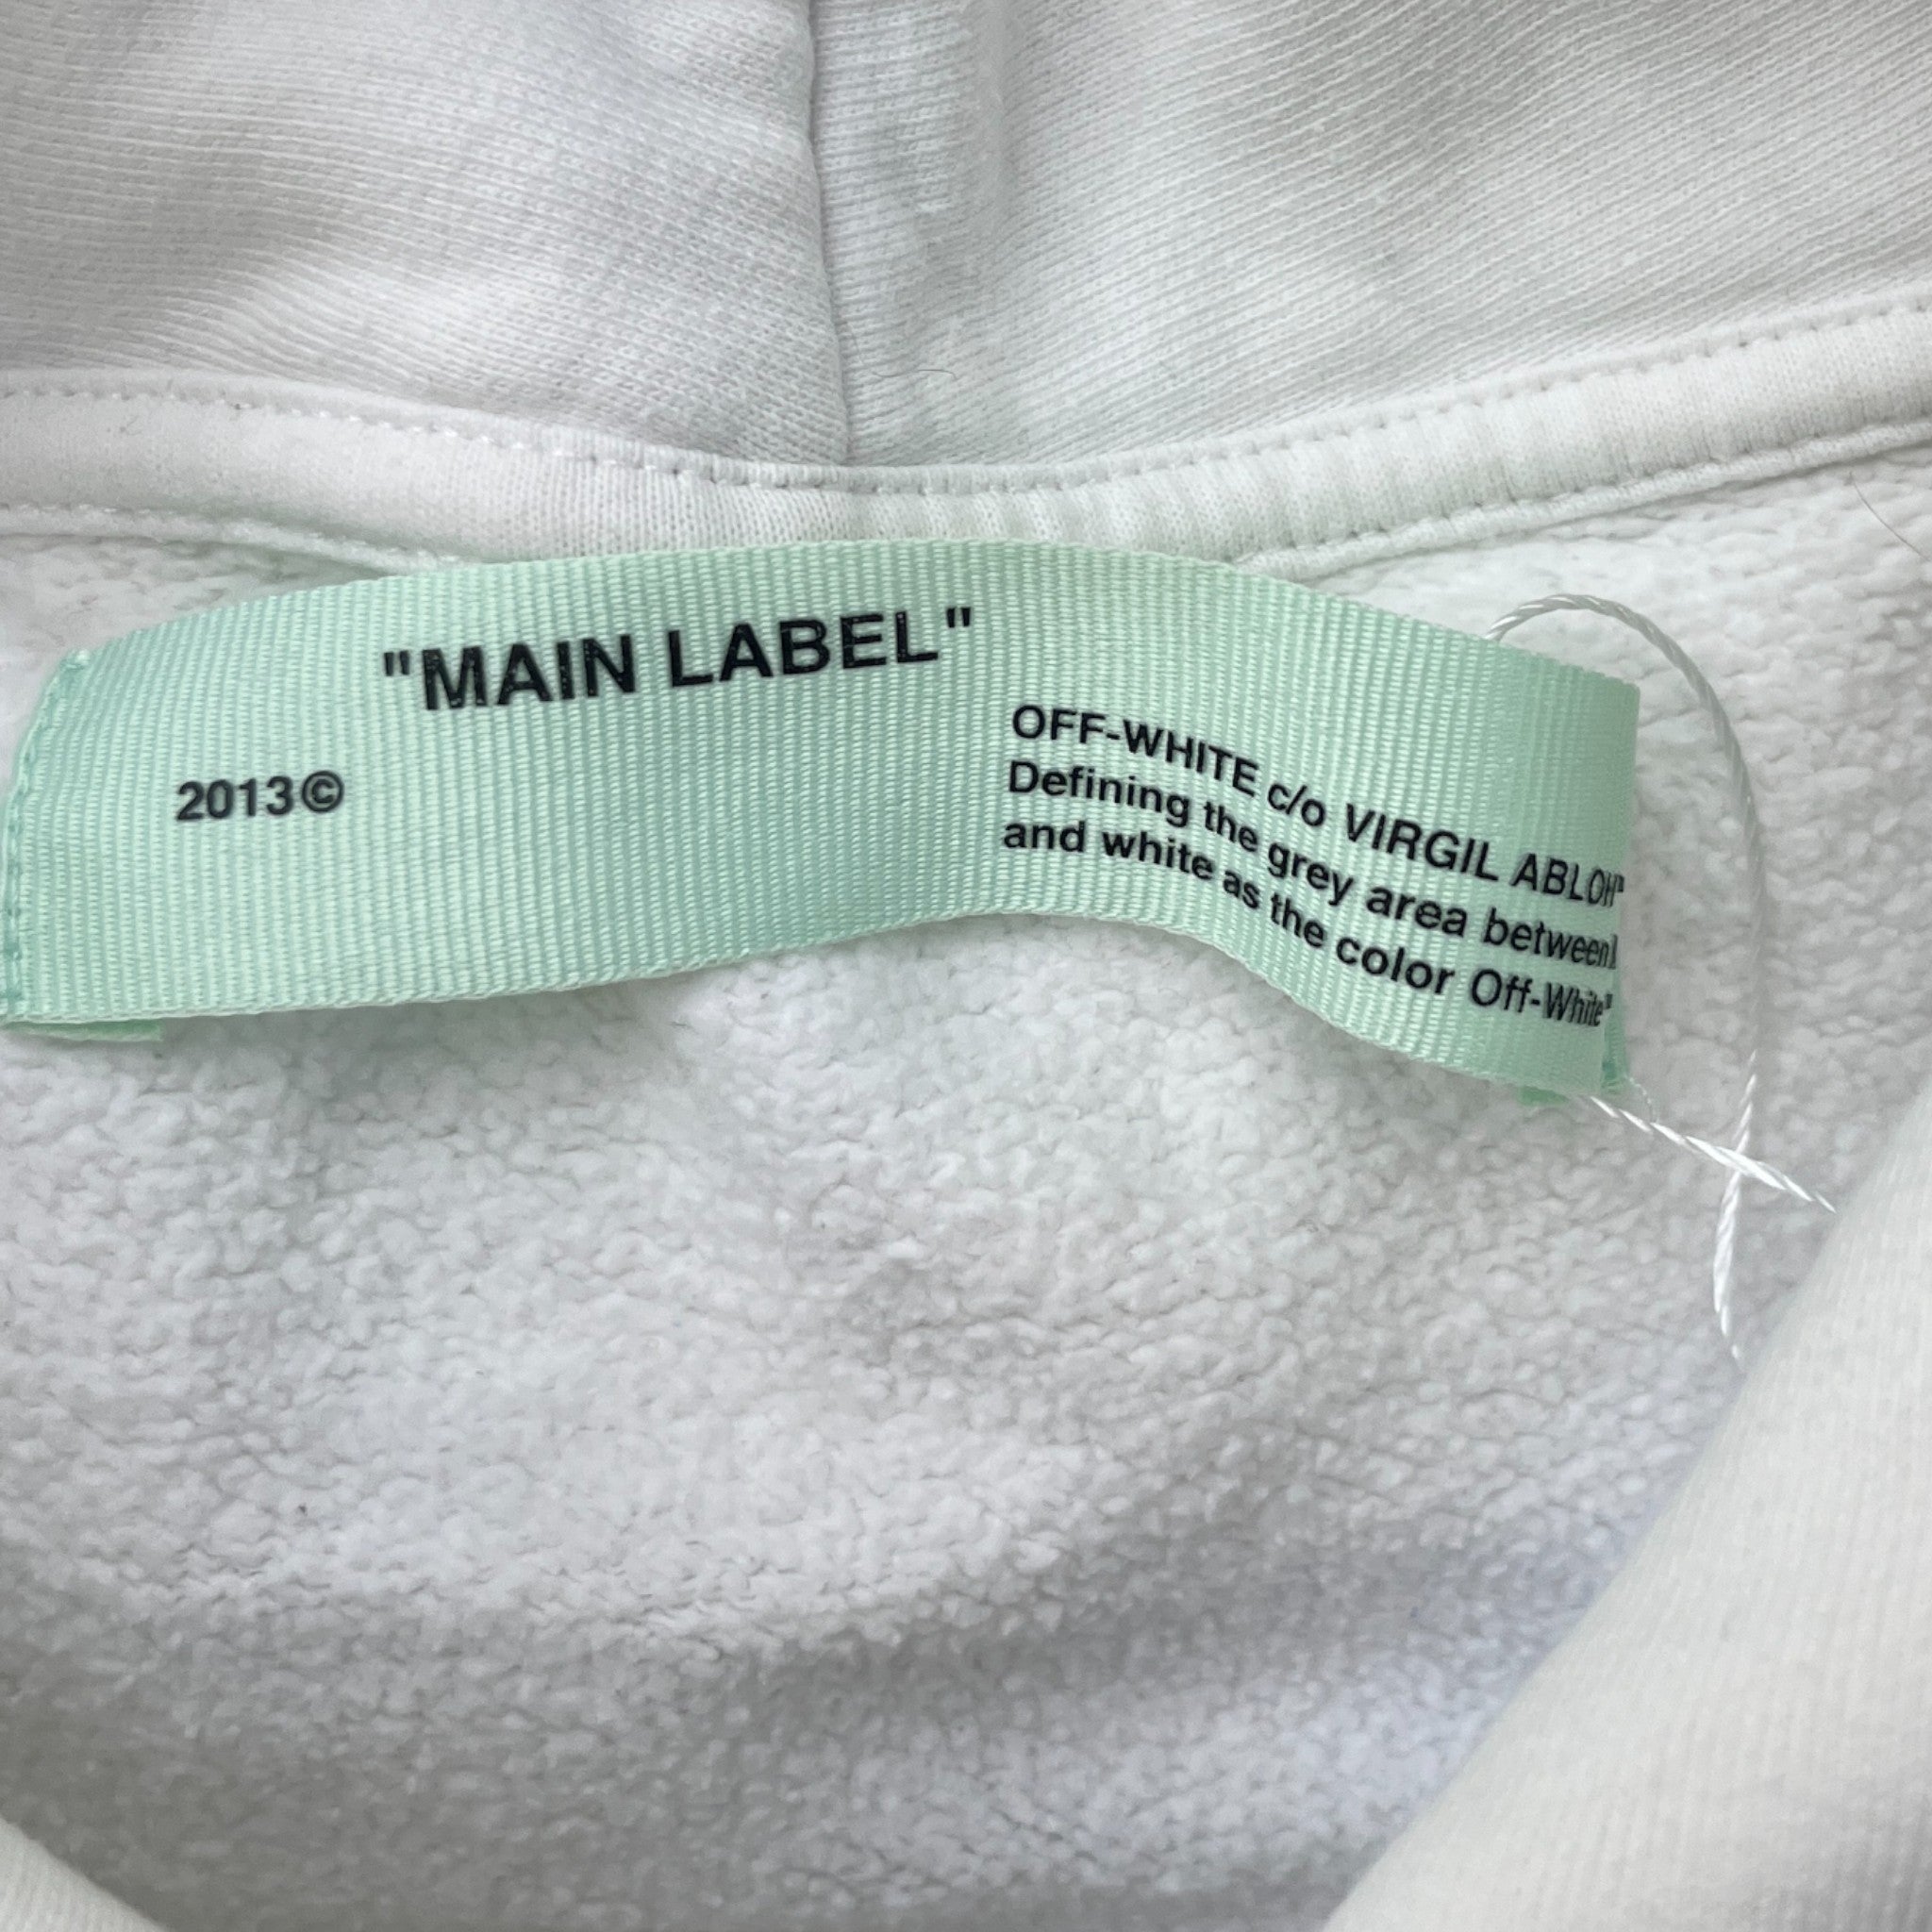 "MAIN LABEL"
2013©
OFF-WHITE c/o VIRGIL ABLOH"
Defining the grey area between
and white as the color Off-White"